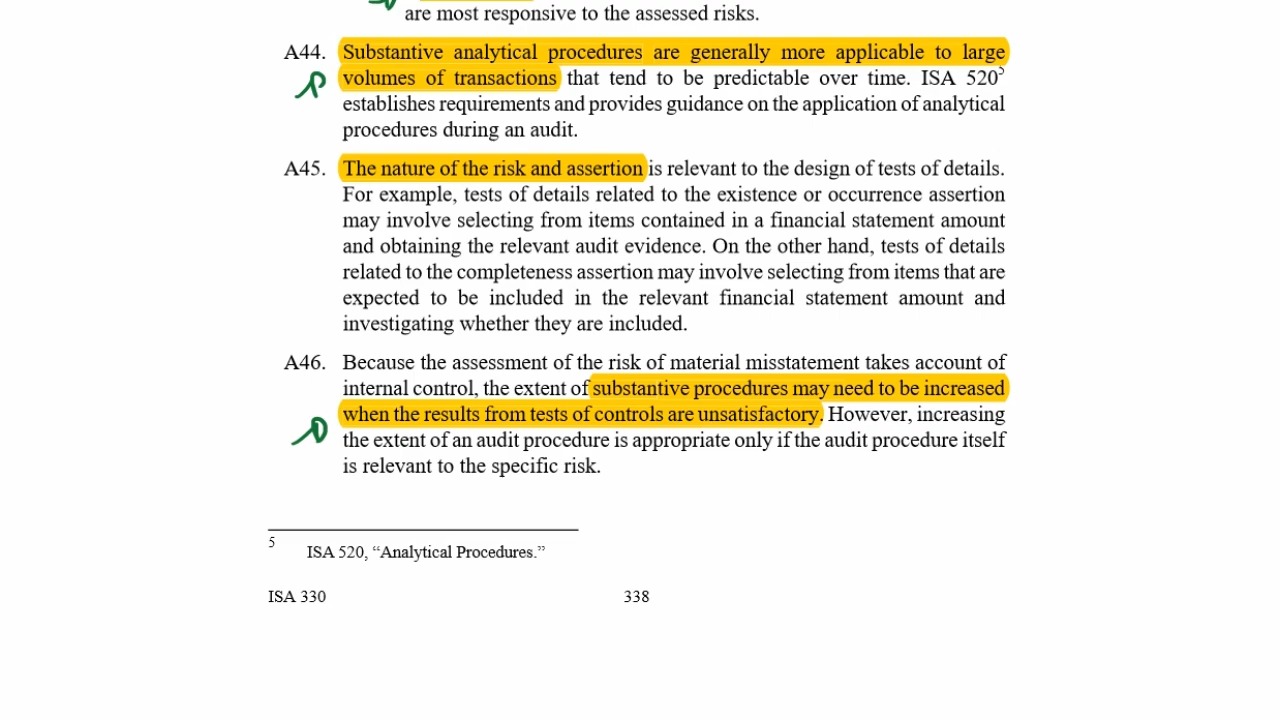 are most responsive to the assessed risks.
A44. Substantive analytical procedures are generally more applicable to large
volumes of transactions that tend to be predictable over time. ISA 520⁵
establishes requirements and provides guidance on the application of analytical
procedures during an audit.
A45. The nature of the risk and assertion is relevant to the design of tests of details.
For example, tests of details related to the existence or occurrence assertion
may involve selecting from items contained in a financial statement amount
and obtaining the relevant audit evidence. On the other hand, tests of details
related to the completeness assertion may involve selecting from items that are
expected to be included in the relevant financial statement amount and
investigating whether they are included.
A46. Because the assessment of the risk of material misstatement takes account of
internal control, the extent of substantive procedures may need to be increased
when the results from tests of controls are unsatisfactory. However, increasing
the extent of an audit procedure is appropriate only if the audit procedure itself
is relevant to the specific risk.
5 ISA 520, “Analytical Procedures.”
ISA 330 338